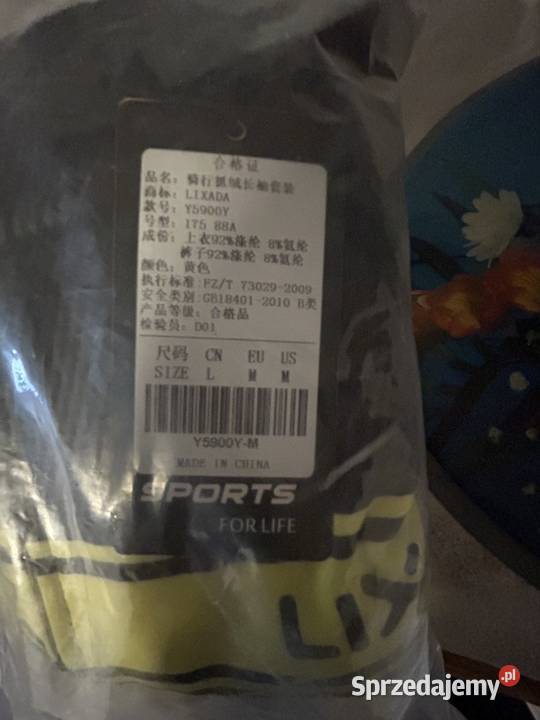 合格证
品名：骑行抓绒长袖套装
商标：LIXADA
款号：Y5900Y
号型：175 88A
成份：上衣92%涤纶 8%氨纶
裤子92%涤纶 8%氨纶
颜色：黄色
执行标准:FZ/T 73029-2009
安全类别:GB18401-2010 B类
产品等级：合格品
检验员：D01
尺码 CN EU US
SIZE L M M
Y5900Y-M
MADE IN CHINA
SPORTS
FOR LIFE
LIX
Sprzedajemy.pl